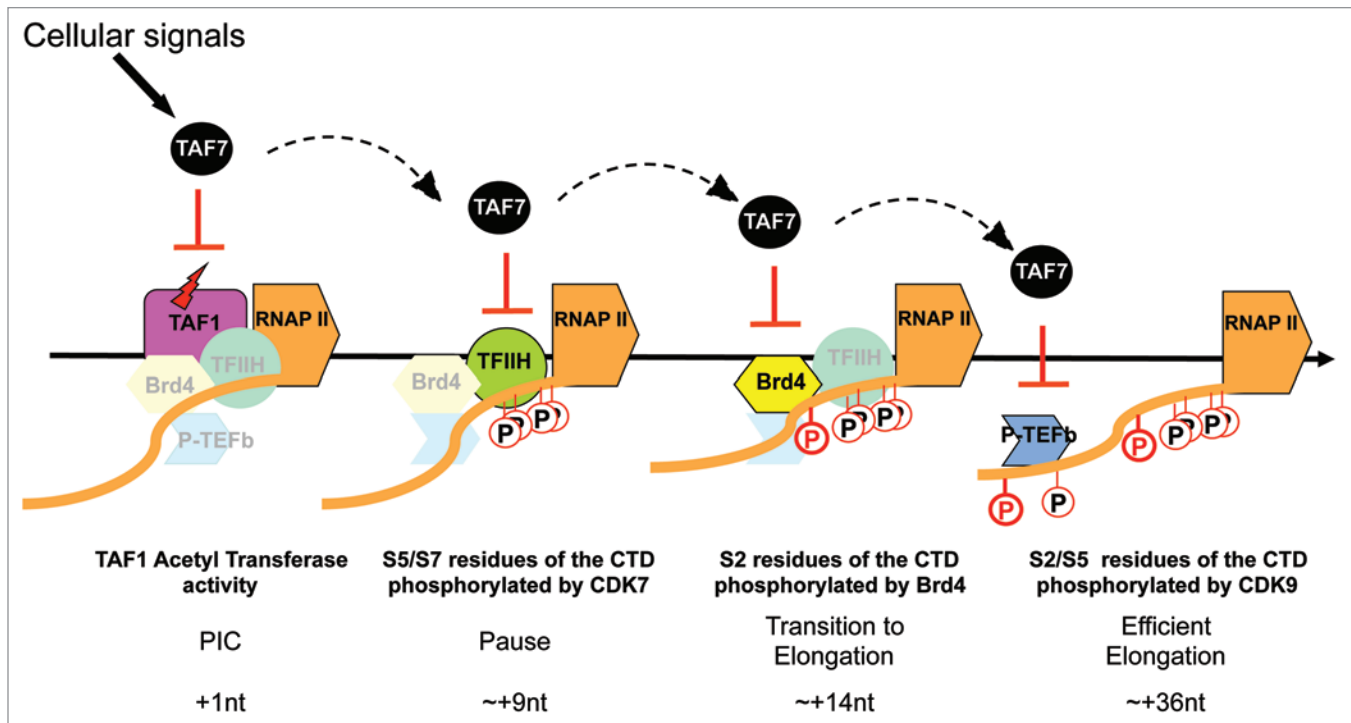 Cellular signals
TAF7
TAF7
TAF7
TAF7
TAF1
RNAP II
TFIIH
Brd4
P-TEFb
RNAP II
TFIIH
Brd4
P
P
P
P
RNAP II
TFIIH
Brd4
P
P
P
P
P
RNAP II
P-TEFb
P
P
P
P
P
P
P
TAF1 Acetyl Transferase
activity
S5/S7 residues of the CTD
phosphorylated by CDK7
S2 residues of the CTD
phosphorylated by Brd4
S2/S5 residues of the CTD
phosphorylated by CDK9
PIC
Pause
Transition to
Elongation
Efficient
Elongation
+1nt
~+9nt
~+14nt
~+36nt